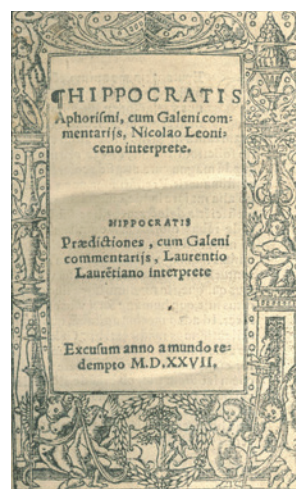 ¶HIPPOCRATIS
Aphorismi, cum Galeni com=
mentarijs, Nicolao Leoni=
ceno interprete.
HIPPOCRATIS
Prædictiones, cum Galeni
commentarijs, Laurentio
Laurētiano interprete
Excusum anno a mundo re=
dempto M.D.XXVII.